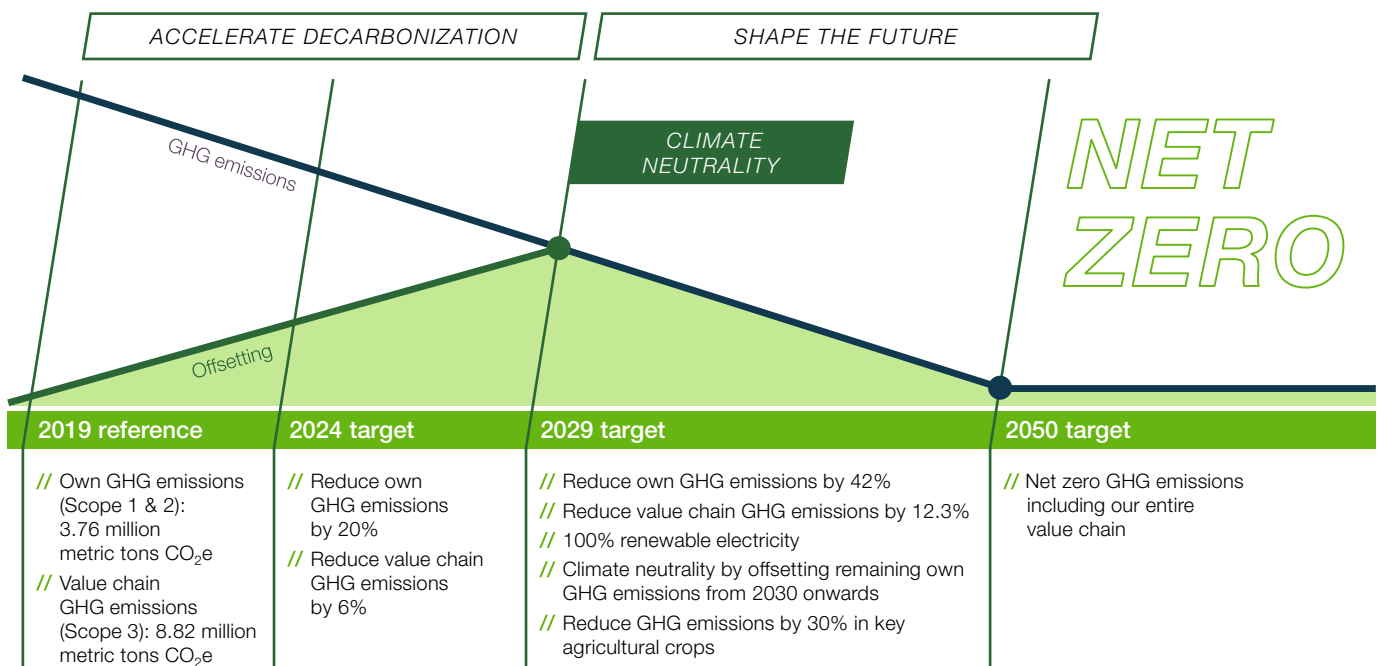 ACCELERATE DECARBONIZATION
SHAPE THE FUTURE
GHG emissions
CLIMATE
NEUTRALITY
NET
ZERO
Offsetting
2019 reference
// Own GHG emissions
(Scope 1 & 2):
3.76 million
metric tons CO₂e
// Value chain
GHG emissions
(Scope 3): 8.82 million
metric tons CO₂e
2024 target
// Reduce own
GHG emissions
by 20%
// Reduce value chain
GHG emissions
by 6%
2029 target
// Reduce own GHG emissions by 42%
// Reduce value chain GHG emissions by 12.3%
// 100% renewable electricity
// Climate neutrality by offsetting remaining own
GHG emissions from 2030 onwards
// Reduce GHG emissions by 30% in key
agricultural crops
2050 target
// Net zero GHG emissions
including our entire
value chain